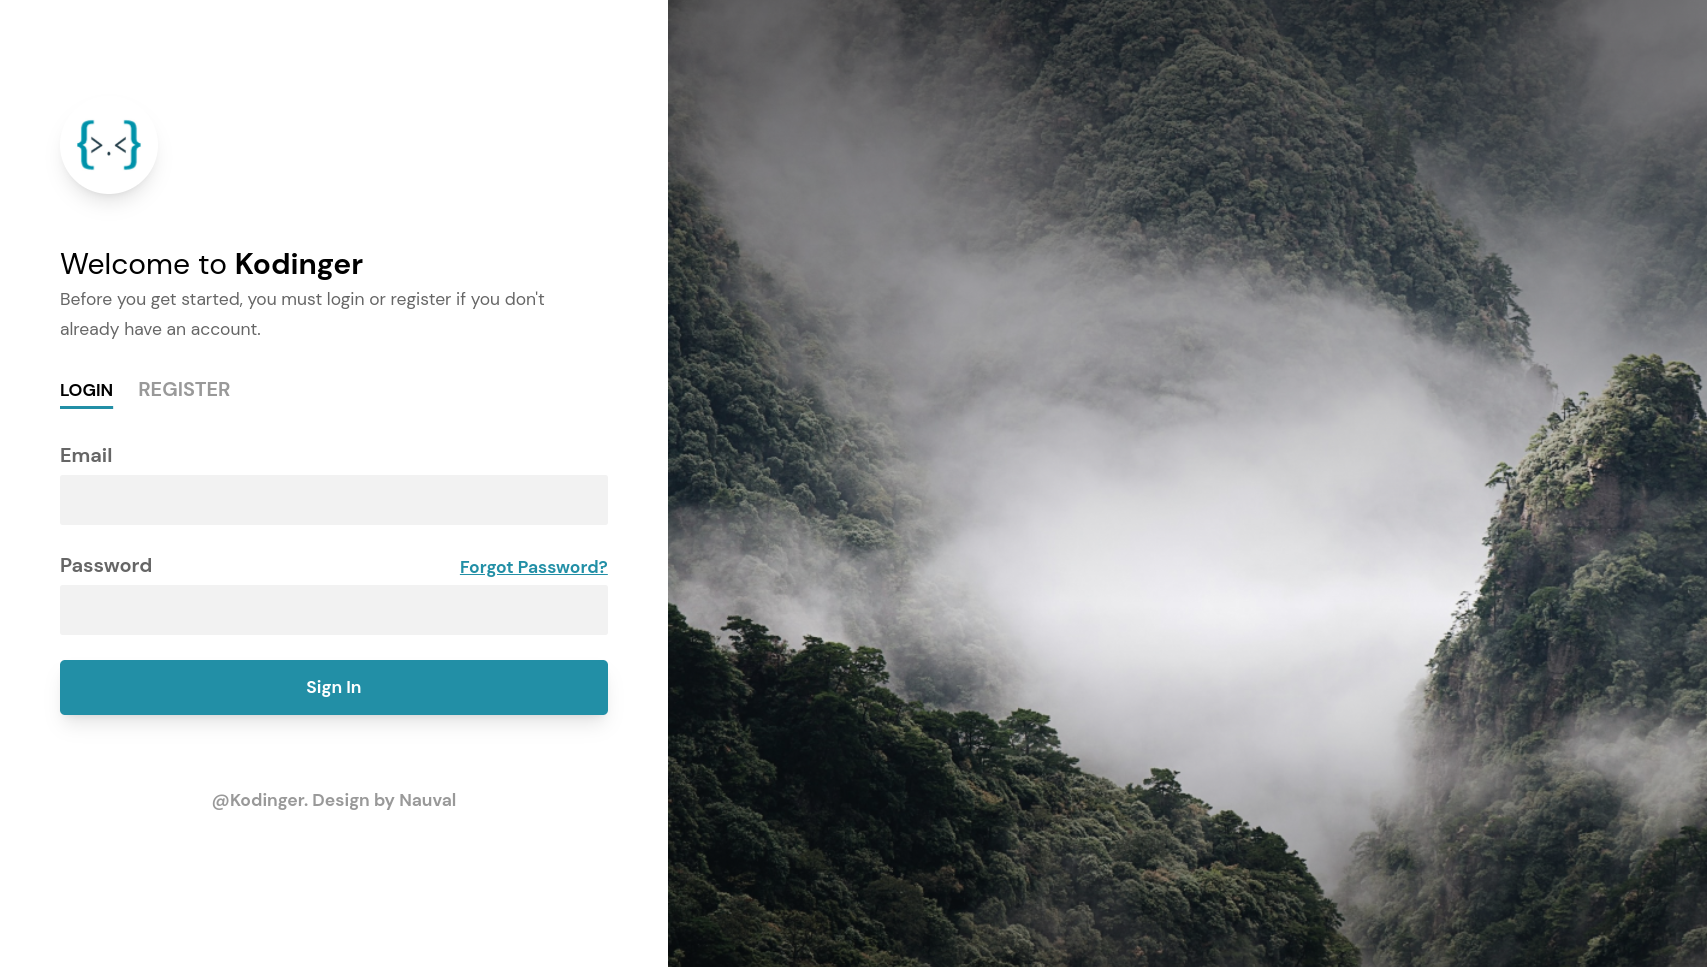 {>.<}
Welcome to Kodinger
Before you get started, you must login or register if you don't
already have an account.
LOGIN REGISTER
Email
Password Forgot Password?
Sign In
@Kodinger. Design by Nauval